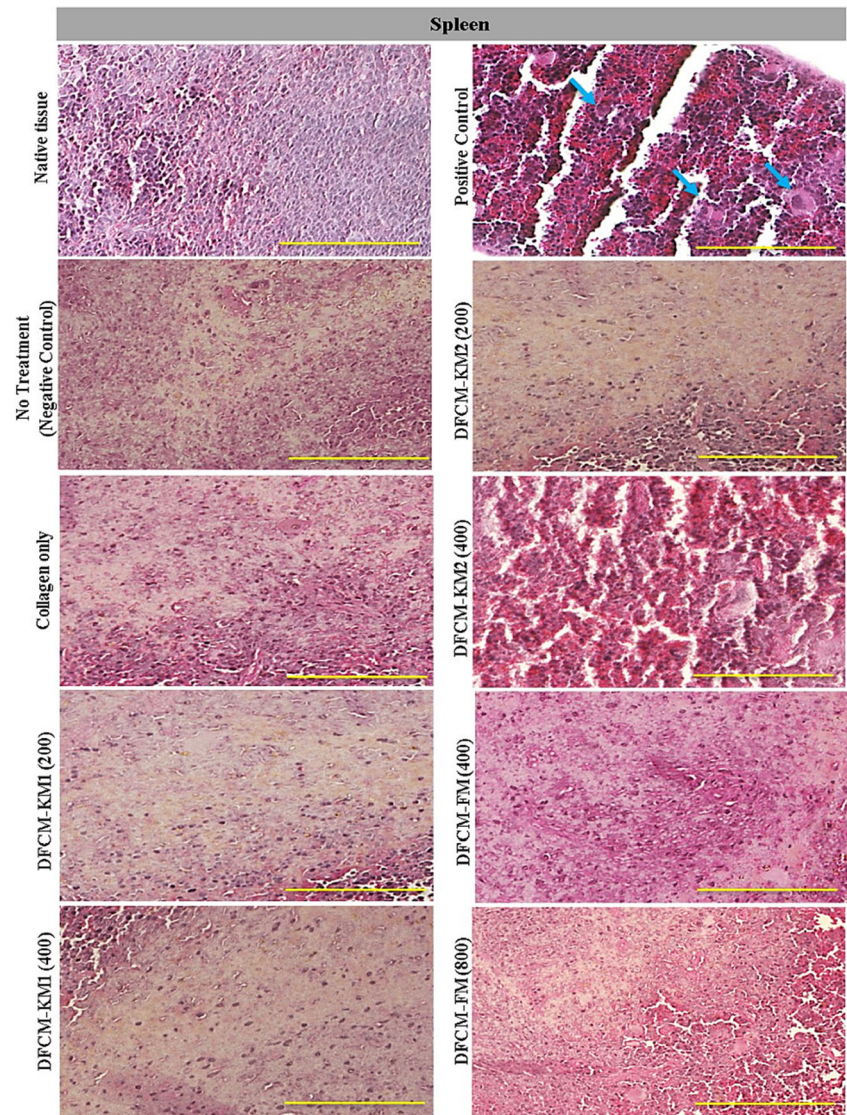 Spleen
Native tissue
Positive Control
No Treatment
(Negative Control)
DFCM-KM2 (200)
Collagen only
DFCM-KM2 (400)
DFCM-KM1 (200)
DFCM-FM (400)
DFCM-KM1 (400)
DFCM-FM (800)